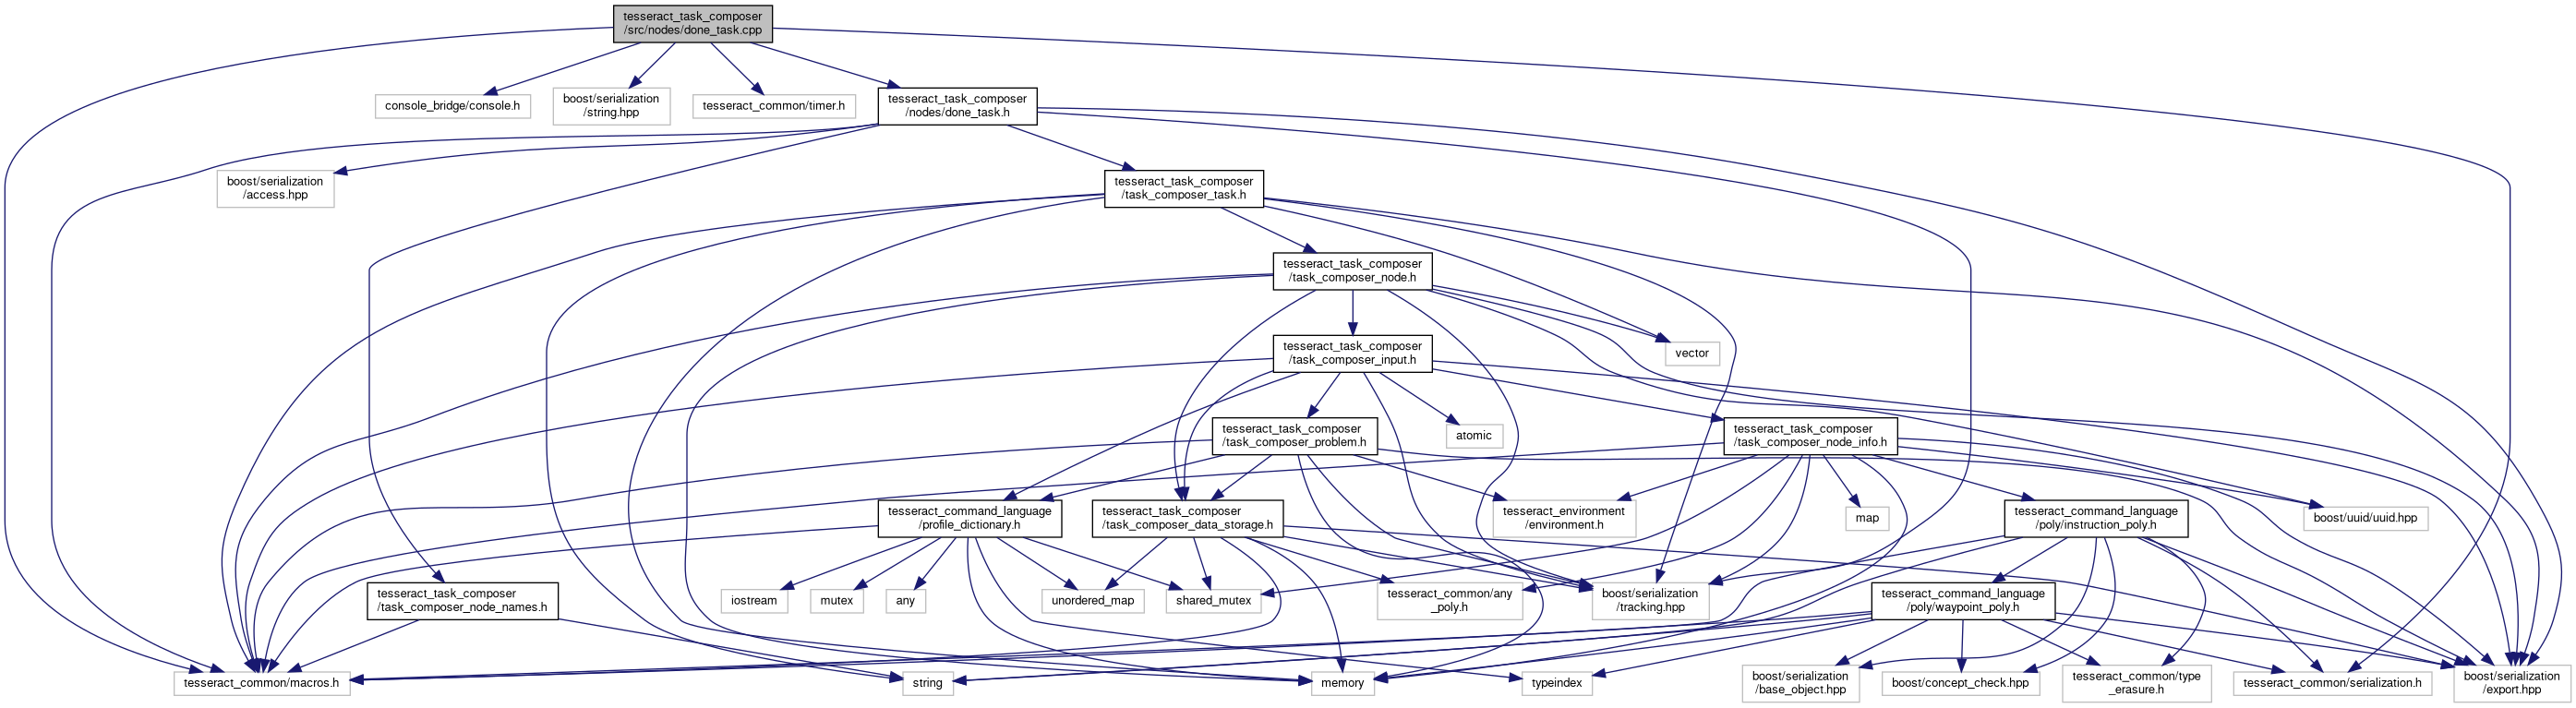 tesseract_task_composer
/src/nodes/done_task.cpp
console_bridge/console.h
boost/serialization
/string.hpp
tesseract_common/timer.h
tesseract_task_composer
/nodes/done_task.h
boost/serialization
/access.hpp
tesseract_task_composer
/task_composer_task.h
tesseract_task_composer
/task_composer_node.h
tesseract_task_composer
/task_composer_input.h
vector
tesseract_task_composer
/task_composer_problem.h
atomic
tesseract_task_composer
/task_composer_node_info.h
tesseract_command_language
/profile_dictionary.h
tesseract_task_composer
/task_composer_data_storage.h
tesseract_environment
/environment.h
map
tesseract_command_language
/poly/instruction_poly.h
boost/uuid/uuid.hpp
tesseract_task_composer
/task_composer_node_names.h
iostream
mutex
any
unordered_map
shared_mutex
tesseract_common/any
_poly.h
boost/serialization
/tracking.hpp
tesseract_command_language
/poly/waypoint_poly.h
tesseract_common/macros.h
string
memory
typeindex
boost/serialization
/base_object.hpp
boost/concept_check.hpp
tesseract_common/type
_erasure.h
tesseract_common/serialization.h
boost/serialization
/export.hpp